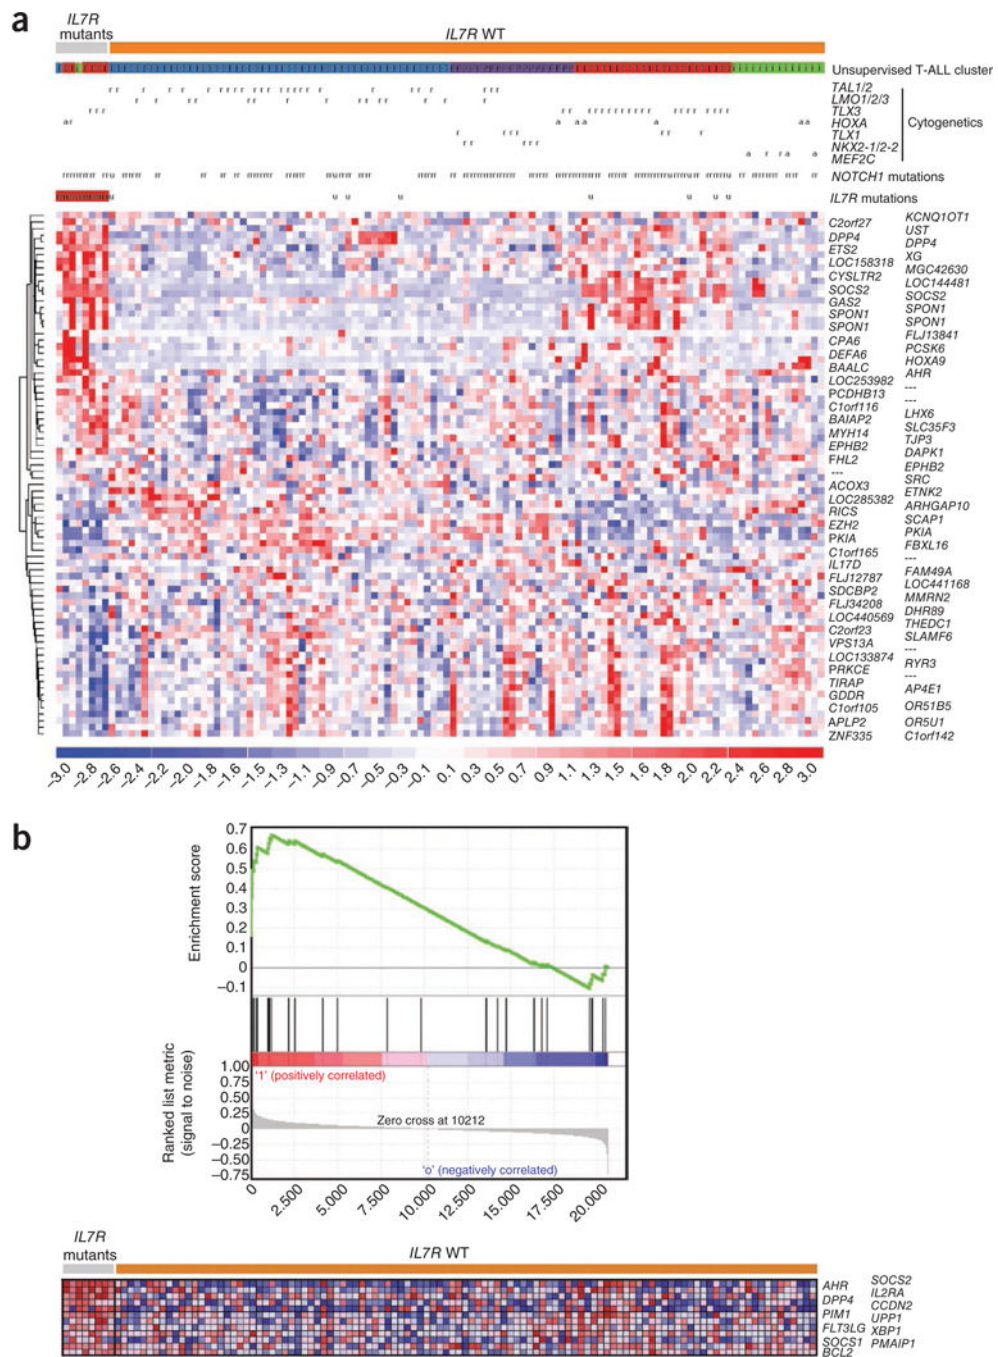 a
IL7R
mutants
IL7R WT
Unsupervised T-ALL cluster
TAL1/2
LMO1/2/3
TLX3
HOXA
TLX1
NKX2-1/2-2
MEF2C
Cytogenetics
NOTCH1 mutations
IL7R mutations
C2orf27
DPP4
ETS2
LOC158318
CYSLTR2
SOCS2
GAS2
SPON1
SPON1
CPA6
DEFA6
BAALC
LOC253982
PCDHB13
C1orf116
BAIAP2
MYH14
EPHB2
FHL2
---
ACOX3
LOC285382
RICS
EZH2
PKIA
C1orf165
IL17D
FLJ12787
SDCBP2
FLJ34208
LOC440569
C2orf23
VPS13A
LOC133874
PRKCE
TIRAP
GDDR
C1orf105
APLP2
ZNF335
KCNQ1OT1
UST
DPP4
XG
MGC42630
LOC144481
SOCS2
SPON1
SPON1
FLJ13841
PCSK6
HOXA9
AHR
---
---
LHX6
SLC35F3
TJP3
DAPK1
EPHB2
SRC
ETNK2
ARHGAP10
SCAP1
PKIA
FBXL16
---
FAM49A
LOC441168
MMRN2
DHR89
THEDC1
SLAMF6
---
RYR3
---
AP4E1
OR51B5
OR5U1
C1orf142
–3.0 –2.8 –2.6 –2.4 –2.0 –1.8 –1.6 –1.5 –1.3 –1.1 –0.9 –0.7 –0.5 –0.3 –0.1 0.1 0.5 0.7 0.9 1.1 1.3 1.5 1.6 1.8 2.0 2.2 2.4 2.6 2.8 3.0
b
Enrichment score
0.7
0.6
0.5
0.4
0.3
0.2
0.1
0
–0.1
Ranked list metric
(signal to noise)
1.00
0.75
0.50
0.25
0
–0.25
–0.50
–0.75
'1' (positively correlated)
Zero cross at 10212
'o' (negatively correlated)
0 2.500 5.000 7.500 10.000 12.500 15.000 17.500 20.000
IL7R
mutants
IL7R WT
AHR
DPP4
PIM1
FLT3LG
SOCS1
BCL2
SOCS2
IL2RA
CCDN2
UPP1
XBP1
PMAIP1